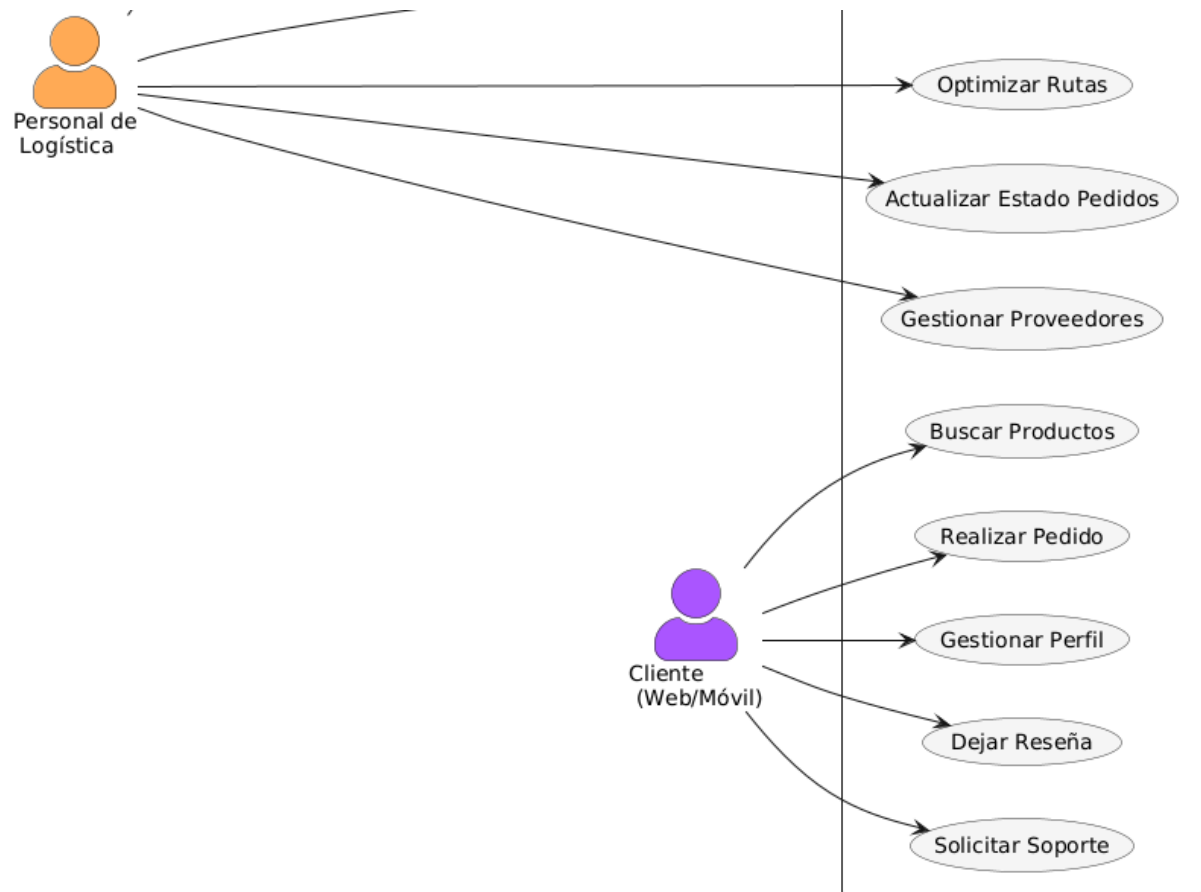 Personal de
Logística
Optimizar Rutas
Actualizar Estado Pedidos
Gestionar Proveedores
Buscar Productos
Realizar Pedido
Cliente
(Web/Móvil)
Gestionar Perfil
Dejar Reseña
Solicitar Soporte